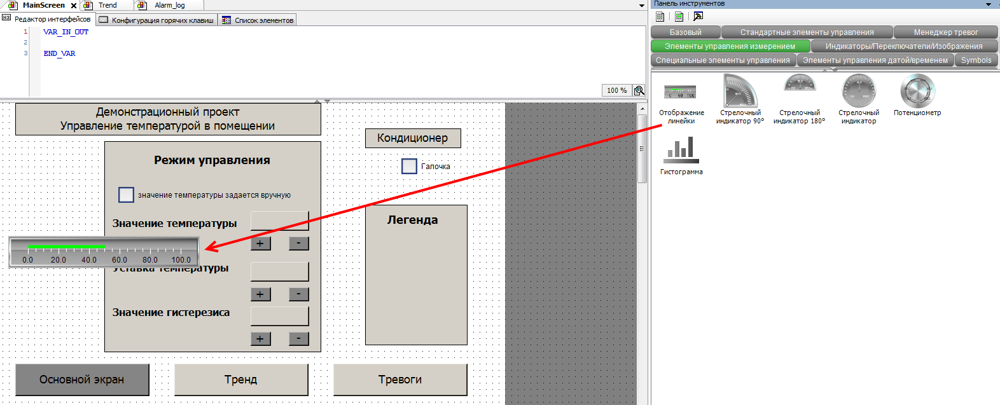 MainScreen
Trend
Alarm_log
Редактор интерфейсов
Конфигурация горячих клавиш
Список элементов
1 VAR_IN_OUT
2
3 END_VAR
100 %
Демонстрационный проект
Управление температурой в помещении
Режим управления
значение температуры задается вручную
Значение температуры
+ -
0.0 20.0 40.0 60.0 80.0 100.0
Уставка температуры
+ -
Значение гистерезиса
+ -
Кондиционер
Галочка
Легенда
Основной экран
Тренд
Тревоги
Панель инструментов
Базовый
Стандартные элементы управления
Менеджер тревог
Элементы управления измерением
Индикаторы/Переключатели/Изображения
Специальные элементы управления
Элементы управления датой/временем
Symbols
0 60 100
Отображение
линейки
Стрелочный
индикатор 90°
Стрелочный
индикатор 180°
Стрелочный
индикатор
Потенциометр
Гистограмма